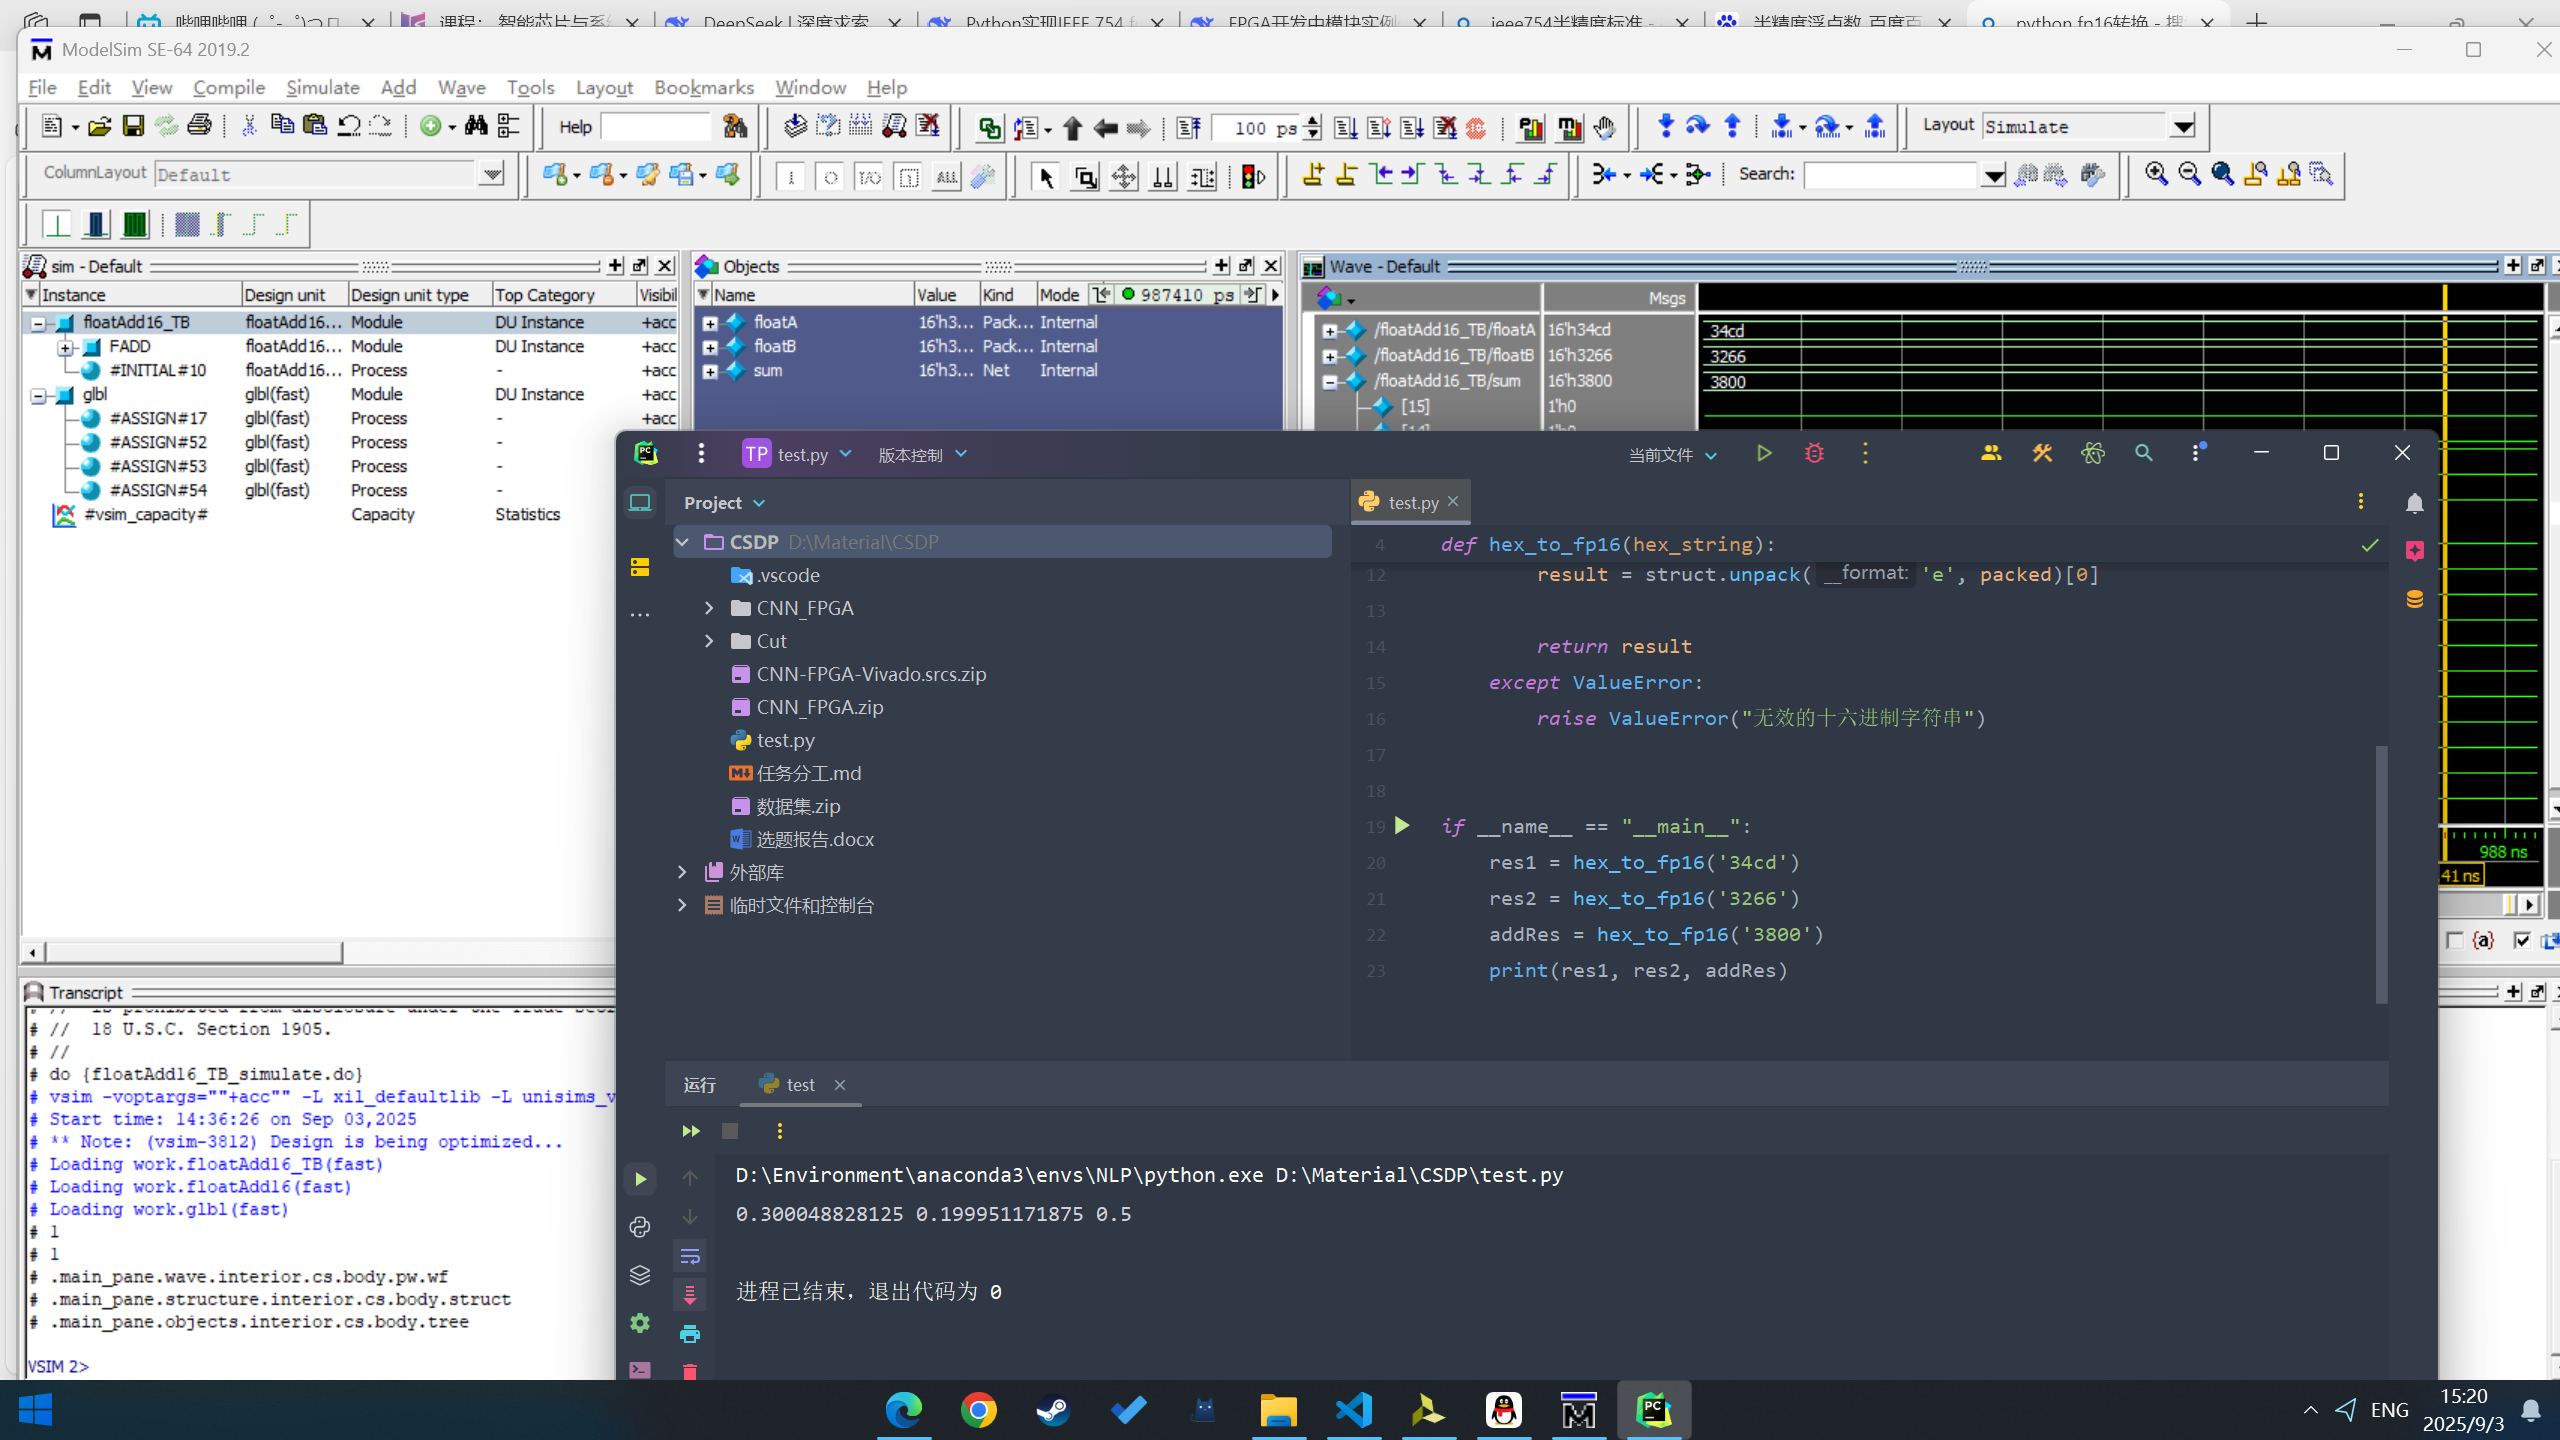 课程：智能芯片与系
DeepSeek | 深度求索
Python实现IEEE 754 f
FPGA开发中模块实例
ieee754半精度标准 -
半精度浮点数_百度百
python fp16转换 - 搜
ModelSim SE-64 2019.2
File Edit View Compile Simulate Add Wave Tools Layout Bookmarks Window Help
Help 100 ps Layout Simulate
ColumnLayout Default Search:
sim - Default
Instance Design unit Design unit type Top Category Visibil
floatAdd16_TB floatAdd16... Module DU Instance +acc
FADD floatAdd16... Module DU Instance +acc
#INITIAL#10 floatAdd16... Process - +acc
glbl glbl(fast) Module DU Instance +acc
#ASSIGN#17 glbl(fast) Process - +acc
#ASSIGN#52 glbl(fast) Process - +acc
#ASSIGN#53 glbl(fast) Process - +acc
#ASSIGN#54 glbl(fast) Process - +acc
#vsim_capacity# Capacity Statistics
Objects
Name Value Kind Mode 987410 ps
floatA 16'h3... Pack... Internal
floatB 16'h3... Pack... Internal
sum 16'h3... Net Internal
Wave - Default
Msgs
/floatAdd16_TB/floatA 16'h34cd 34cd
/floatAdd16_TB/floatB 16'h3266 3266
/floatAdd16_TB/sum 16'h3800 3800
[15] 1'h0
988 ns
41 ns
TP test.py 版本控制 当前文件
Project
CSDP D:\Material\CSDP
.vscode
CNN_FPGA
Cut
CNN-FPGA-Vivado.srcs.zip
CNN_FPGA.zip
test.py
任务分工.md
数据集.zip
选题报告.docx
外部库
临时文件和控制台
test.py
4 def hex_to_fp16(hex_string):
12 result = struct.unpack( __format: 'e', packed)[0]
13
14 return result
15 except ValueError:
16 raise ValueError("无效的十六进制字符串")
17
18
19 if __name__ == "__main__":
20 res1 = hex_to_fp16('34cd')
21 res2 = hex_to_fp16('3266')
22 addRes = hex_to_fp16('3800')
23 print(res1, res2, addRes)
运行 test
D:\Environment\anaconda3\envs\NLP\python.exe D:\Material\CSDP\test.py
0.300048828125 0.199951171875 0.5
进程已结束，退出代码为 0
Transcript
# // 18 U.S.C. Section 1905.
# //
# do {floatAdd16_TB_simulate.do}
# vsim -voptargs=""+acc"" -L xil_defaultlib -L unisims_v
# Start time: 14:36:26 on Sep 03,2025
# ** Note: (vsim-3812) Design is being optimized...
# Loading work.floatAdd16_TB(fast)
# Loading work.floatAdd16(fast)
# Loading work.glbl(fast)
# 1
# 1
# .main_pane.wave.interior.cs.body.pw.wf
# .main_pane.structure.interior.cs.body.struct
# .main_pane.objects.interior.cs.body.tree
VSIM 2>
ENG
15:20
2025/9/3